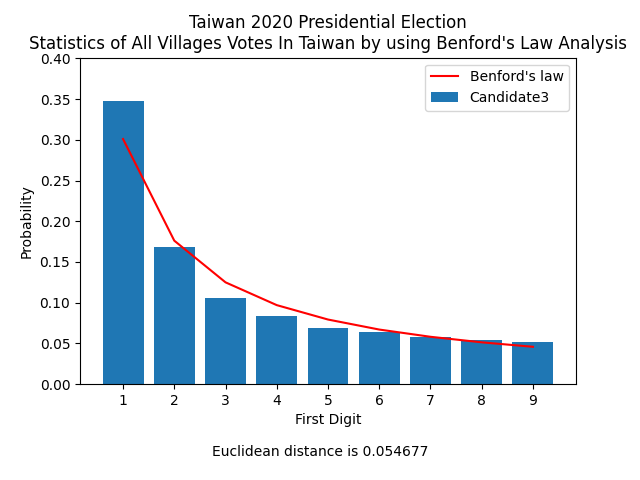 Taiwan 2020 Presidential Election
Statistics of All Villages Votes In Taiwan by using Benford's Law Analysis
0.40
0.35
0.30
0.25
0.20
0.15
0.10
0.05
0.00
Probability
Benford's law
Candidate3
1 2 3 4 5 6 7 8 9
First Digit
Euclidean distance is 0.054677